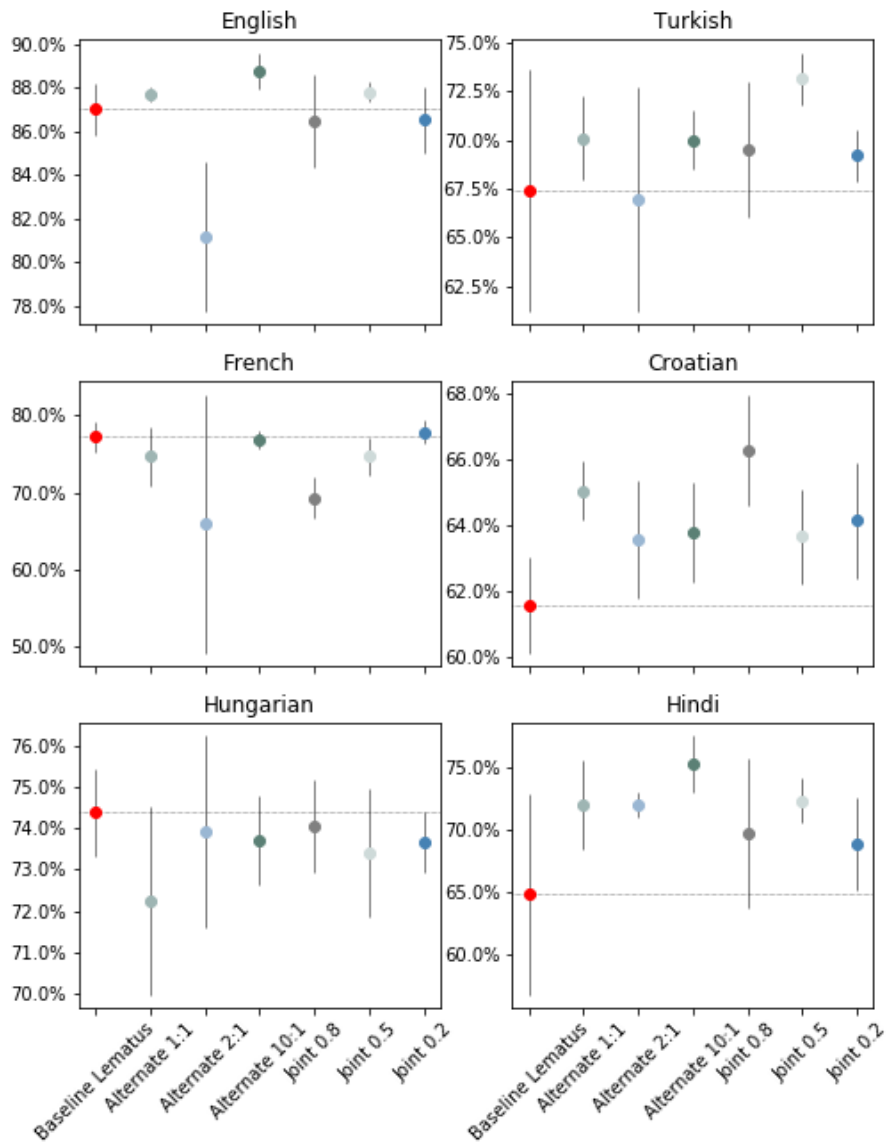 English
90.0%
88.0%
86.0%
84.0%
82.0%
80.0%
78.0%
Turkish
75.0%
72.5%
70.0%
67.5%
65.0%
62.5%
French
80.0%
70.0%
60.0%
50.0%
Croatian
68.0%
66.0%
64.0%
62.0%
60.0%
Hungarian
76.0%
75.0%
74.0%
73.0%
72.0%
71.0%
70.0%
Hindi
75.0%
70.0%
65.0%
60.0%
Baseline Lematus
Alternate 1:1
Alternate 2:1
Alternate 10:1
Joint 0.8
Joint 0.5
Joint 0.2
Baseline Lematus
Alternate 1:1
Alternate 2:1
Alternate 10:1
Joint 0.8
Joint 0.5
Joint 0.2